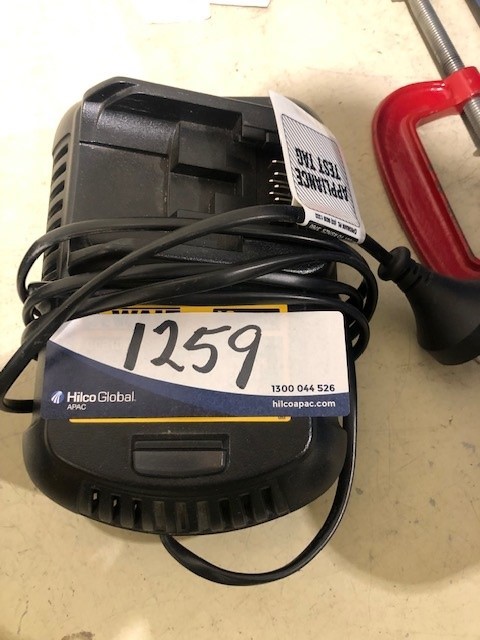 APPLIANCE
TEST TAG
1259
Hilco Global
APAC
1300 044 526
hilcoapac.com